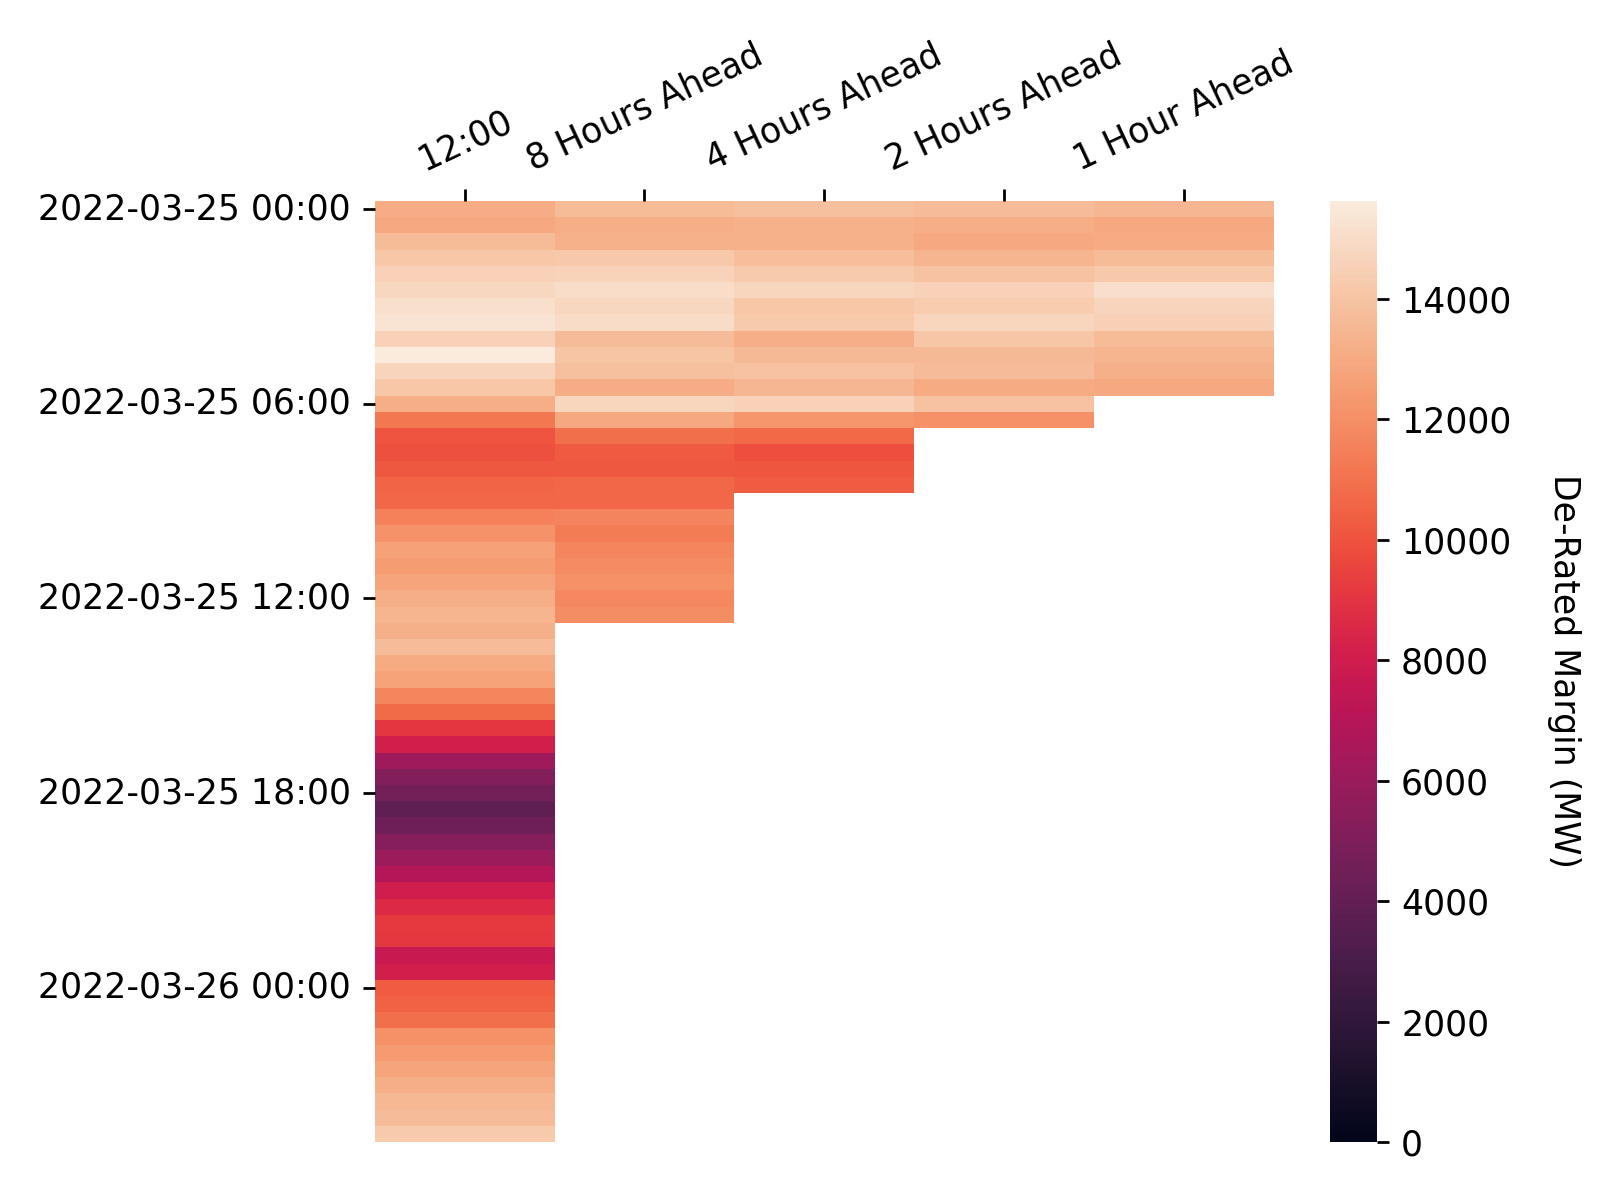 12:00
8 Hours Ahead
4 Hours Ahead
2 Hours Ahead
1 Hour Ahead
2022-03-25 00:00
2022-03-25 06:00
2022-03-25 12:00
2022-03-25 18:00
2022-03-26 00:00
14000
12000
10000
8000
6000
4000
2000
0
De-Rated Margin (MW)